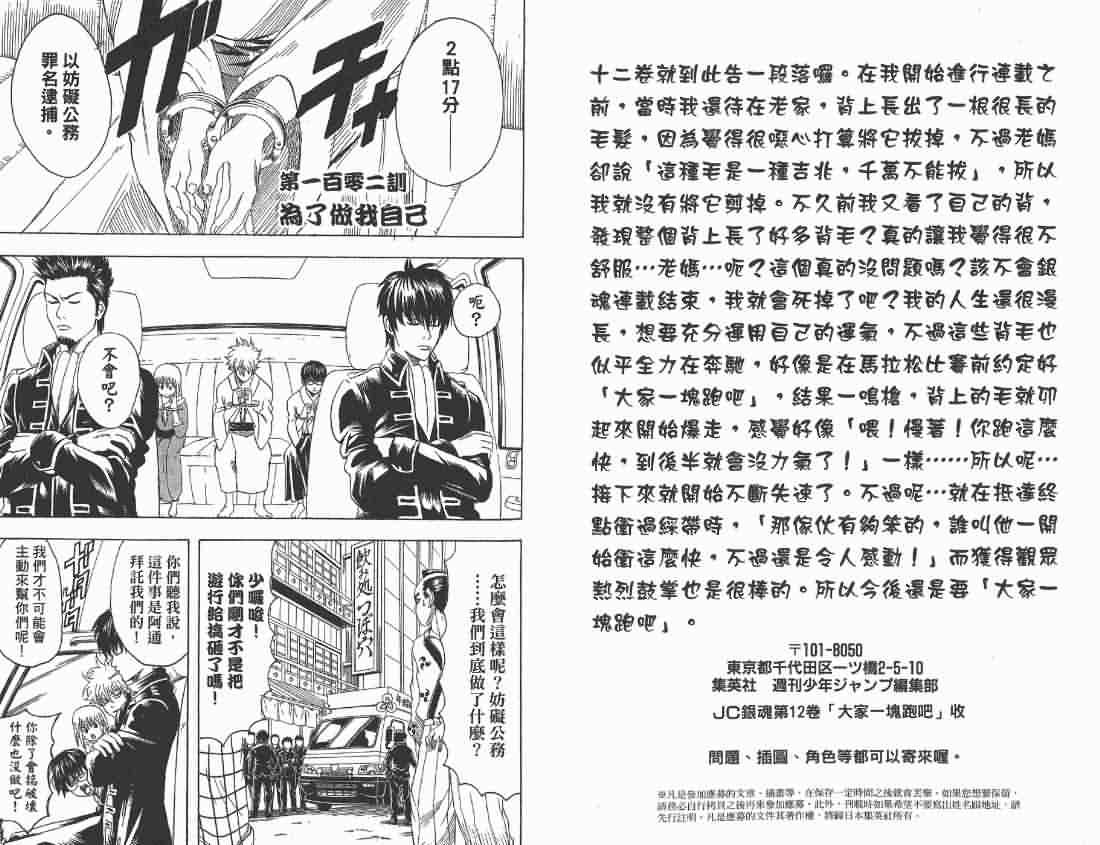 十二卷就到此告一段落囉。在我開始進行連載之
前，當時我還待在老家，背上長出了一根很長的
毛髮，因為覺得很噁心打算將它拔掉，不過老媽
卻說「這種毛是一種吉兆，千萬不能拔」，所以
我就沒有將它剪掉。不久前我又看了自己的背，
發現整個背上長了好多背毛？真的讓我覺得很不
舒服…老媽…呃？這個真的沒問題嗎？該不會銀
魂連載結束，我就會死掉了吧？我的人生還很漫
長，想要充分運用自己的運氣，不過這些背毛也
似乎全力在奔馳，好像是在馬拉松比賽前約定好
「大家一塊跑吧」，結果一鳴槍，背上的毛就卯
起來開始爆走，感覺好像「喂！慢著！你跑這麼
快，到後半就會沒力氣了！」一樣……所以呢…
接下來就開始不斷失速了。不過呢…就在抵達終
點衝過終帶時，「那傢伙有夠笨的，誰叫他一開
始衝這麼快，不過還是令人感動！」而獲得觀眾
熱烈鼓掌也是很棒的。所以今後還是要「大家一
塊跑吧」。
〒101-8050
東京都千代田区一ツ橋2-5-10
集英社　週刊少年ジャンプ編集部
JC銀魂第12卷「大家一塊跑吧」收
問題、插圖、角色等都可以寄來喔。
※凡是參加應募的文章、插畫等，在保存一定時間之後就會丟棄，如果您想要保留，
請務必自行拷貝之後再來參加應募，此外，刊載時如果希望不要寫出姓名跟地址，請
先行註明。凡是應募的文件其著作權，將歸日本集英社所有。
2點17分——
ガチャ
以妨礙公務
罪名逮捕。
第一百零二訓
為了做我自己
呃？
不會吧？
怎麼會這樣呢？妨礙公務
……我們到底做了什麼？
飲み処 つぼ穴
少囉唆！
你們剛才不是把
遊行給搞砸了嗎！
你們聽我說，
這件事是阿通
拜託我們的！
我們才不可能會
主動來幫你們呢！
你除了會搞破壞
什麼也沒做吧！